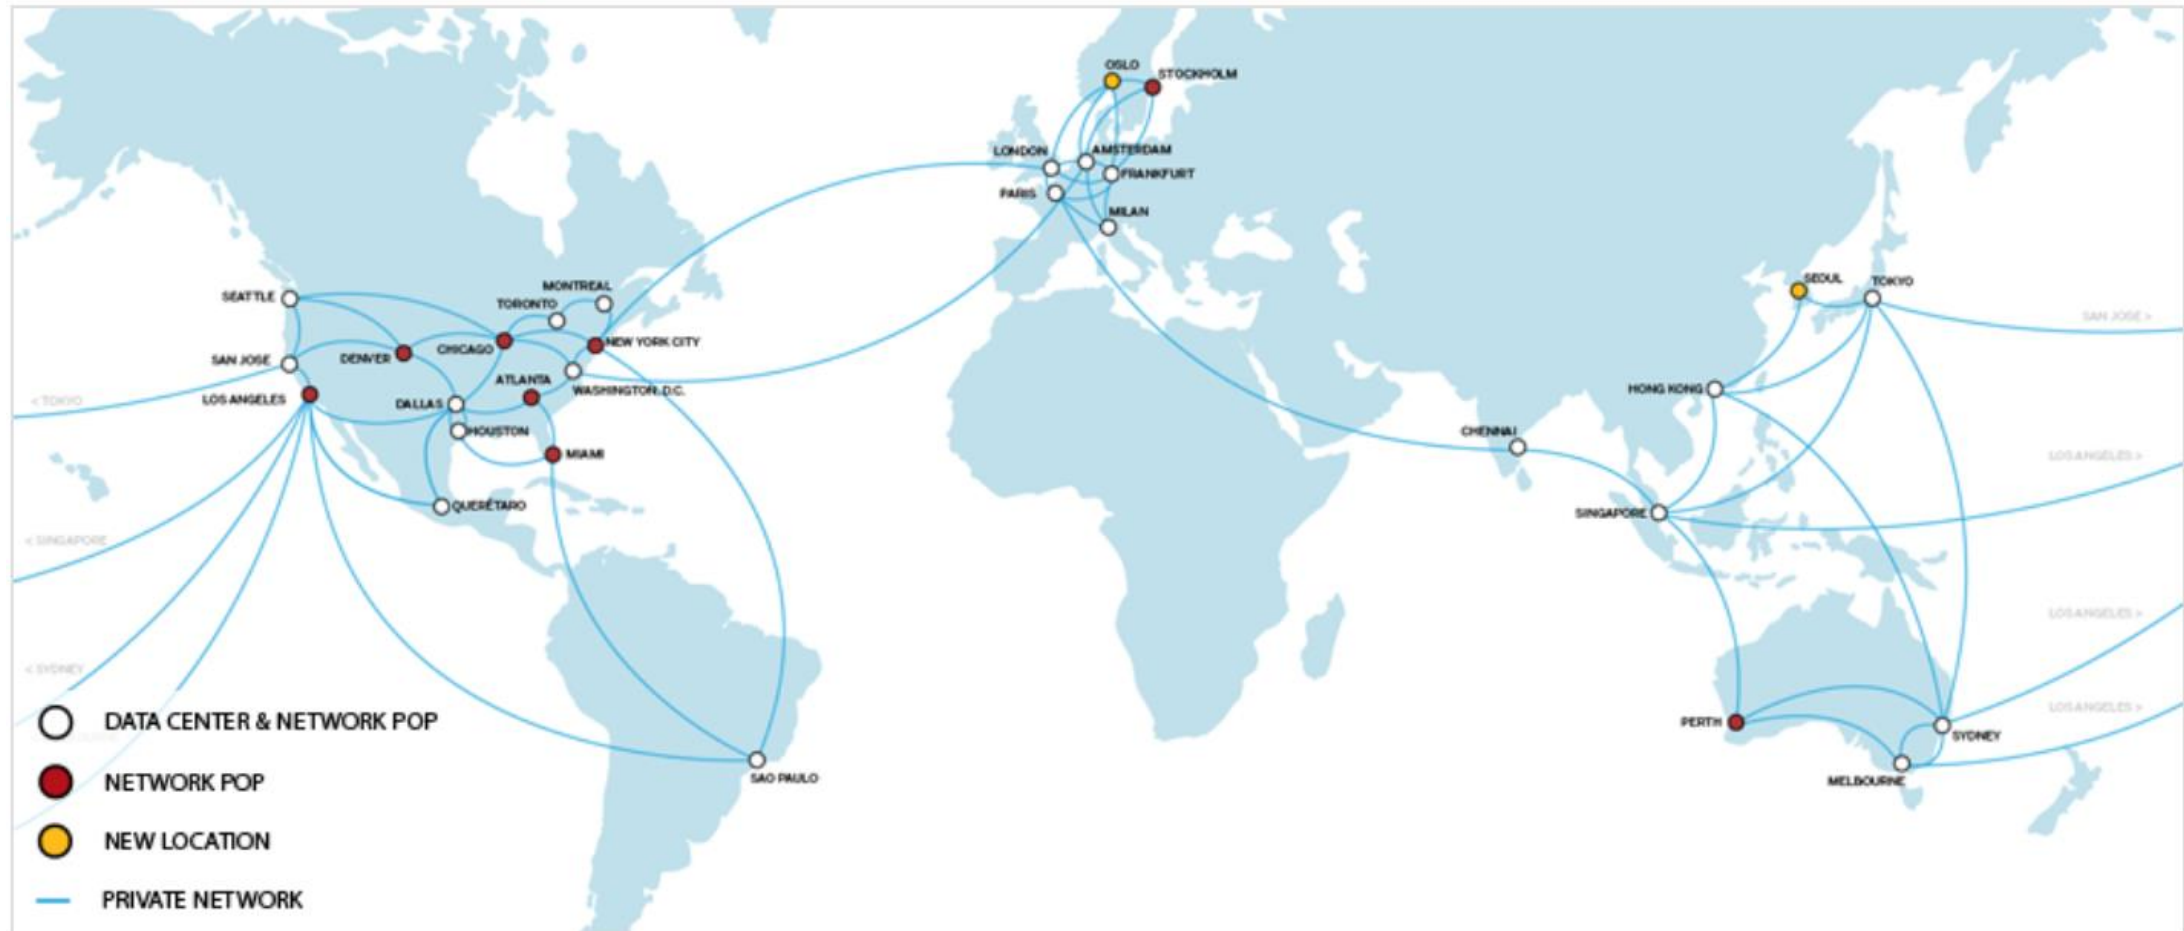 OSLO
STOCKHOLM
LONDON
AMSTERDAM
FRANKFURT
PARIS
MILAN
SEATTLE
MONTREAL
TORONTO
SAN JOSE
DENVER
CHICAGO
NEW YORK CITY
ATLANTA
WASHINGTON, D.C.
LOS ANGELES
DALLAS
HOUSTON
MIAMI
QUERÉTARO
SAO PAULO
SEOUL
TOKYO
SAN JOSE >
HONG KONG
CHENNAI
LOS ANGELES >
SINGAPORE
LOS ANGELES >
LOS ANGELES >
PERTH
SYDNEY
MELBOURNE
< TOKYO
< SINGAPORE
< SYDNEY
DATA CENTER & NETWORK POP
NETWORK POP
NEW LOCATION
PRIVATE NETWORK